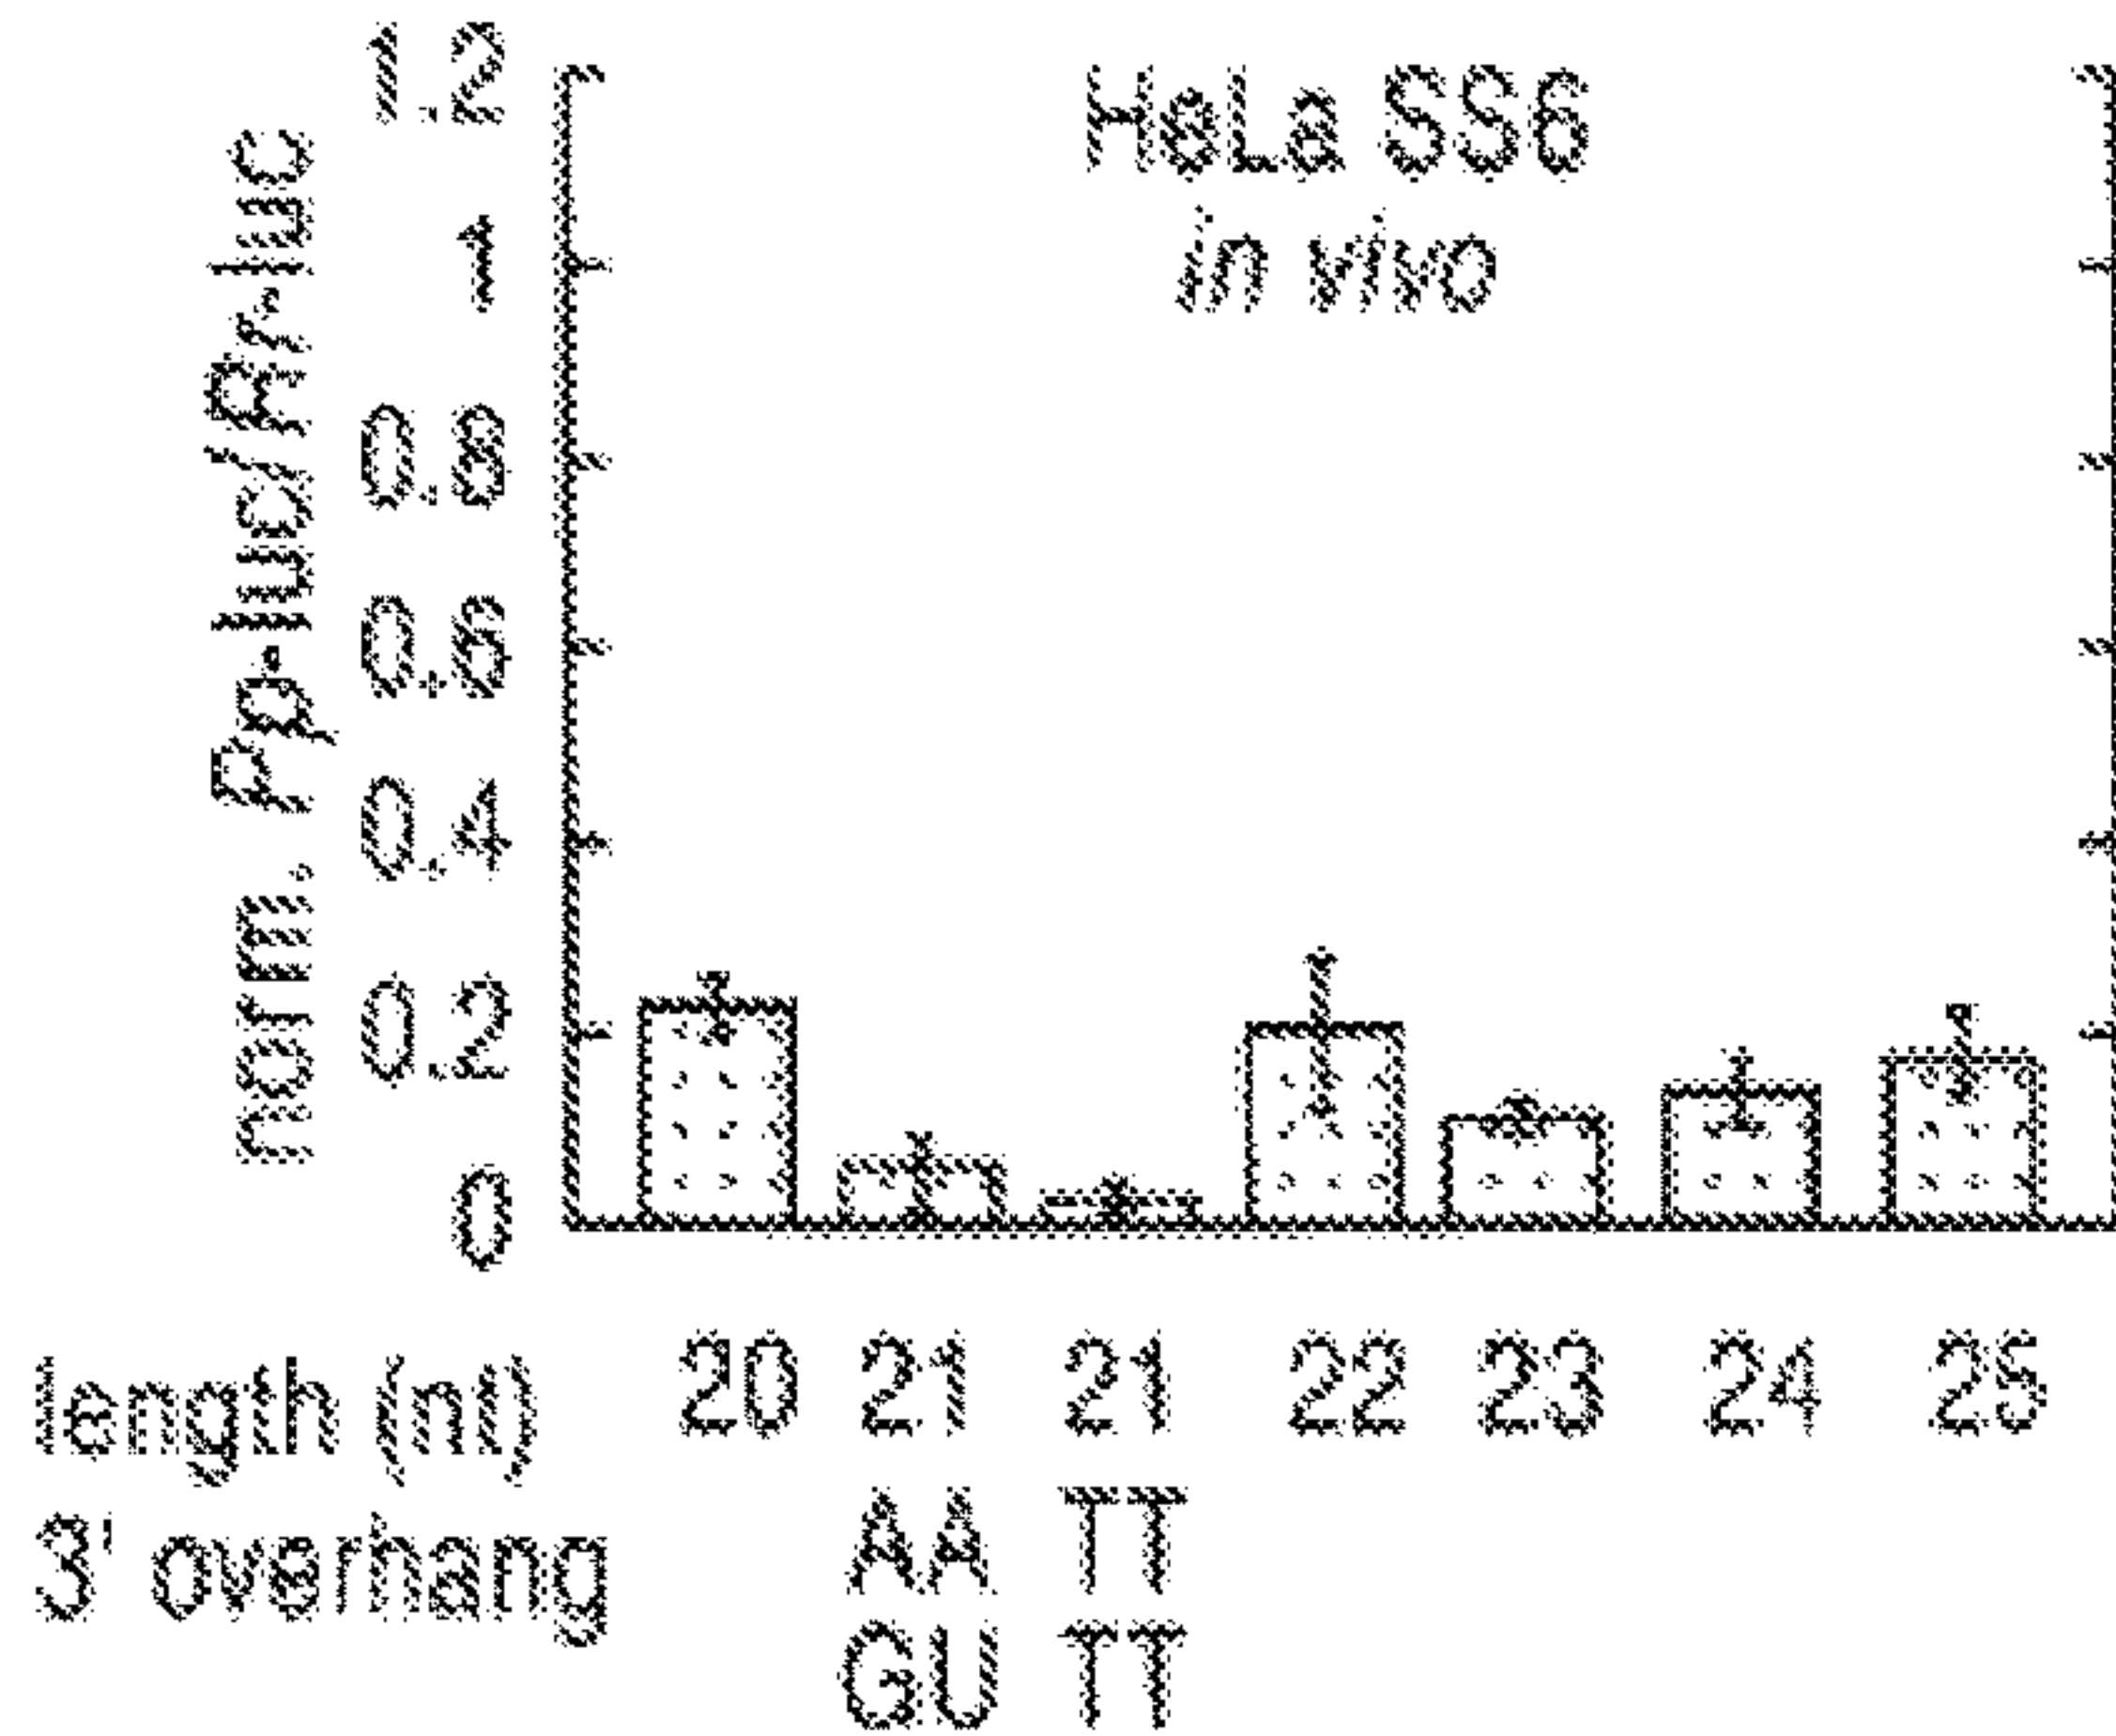 HeLa SS6
in vivo
norm. Pp-luc/Rr-luc
1.2
1
0.8
0.6
0.4
0.2
0
length (nt) 20 21 21 22 23 24 25
3' overhang AA TT
GU TT